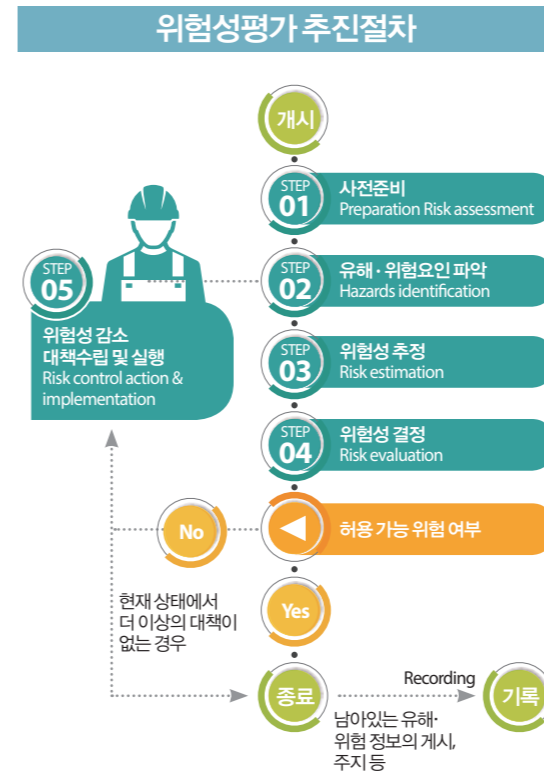 위험성평가 추진절차
개시
STEP
01
사전준비
Preparation Risk assessment
STEP
02
유해·위험요인 파악
Hazards identification
STEP
03
위험성 추정
Risk estimation
STEP
04
위험성 결정
Risk evaluation
STEP
05
위험성 감소
대책수립 및 실행
Risk control action &
implementation
허용 가능 위험 여부
No
현재 상태에서
더 이상의 대책이
없는 경우
Yes
종료
Recording
남아있는 유해·
위험 정보의 게시,
주지 등
기록